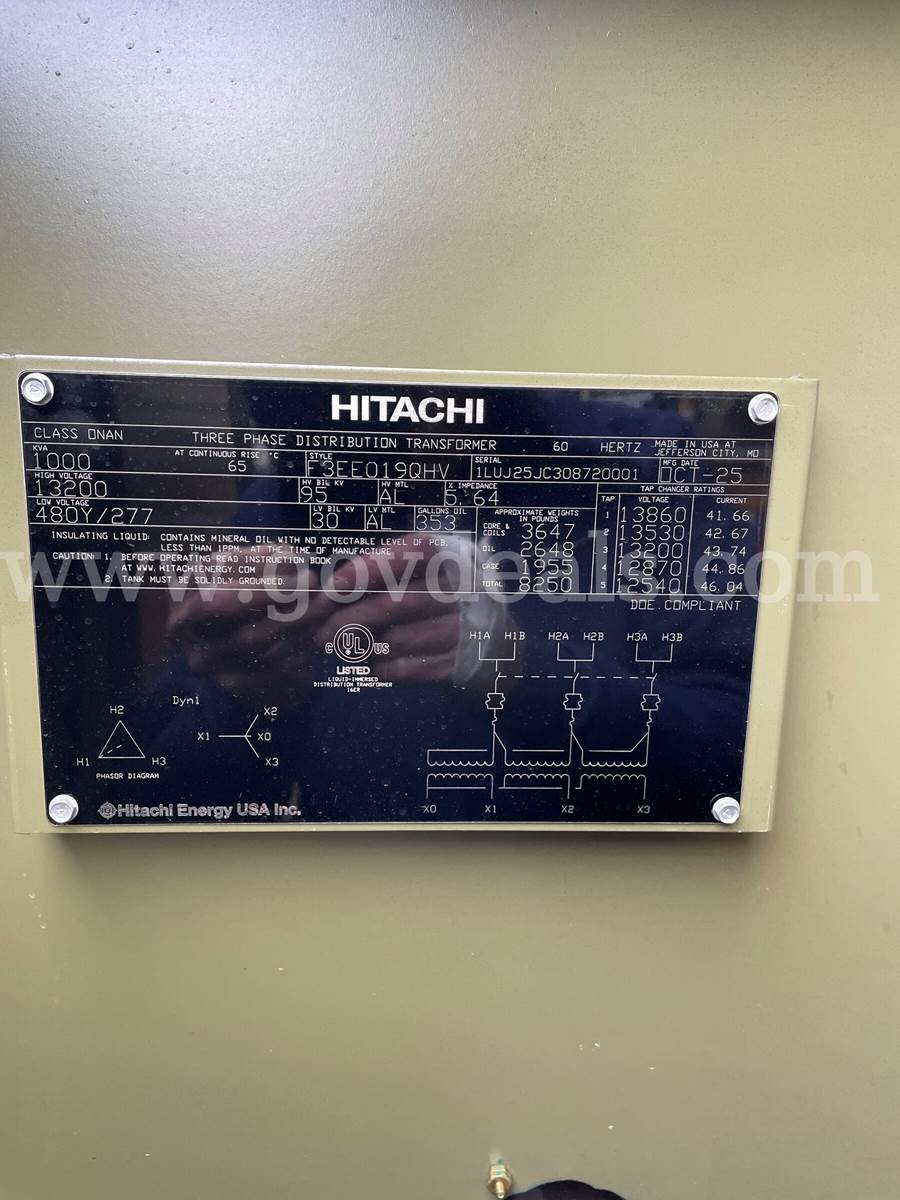 HITACHI
CLASS ONAN THREE PHASE DISTRIBUTION TRANSFORMER 60 HERTZ MADE IN USA AT JEFFERSON CITY, MO
KVA 1000 AT CONTINUOUS RISE °C 65 STYLE F3EE019QHV SERIAL 1LUJ25JC308720001 MFG DATE OCT-25
HIGH VOLTAGE 13200 HV BIL KV 95 HV MTL AL % IMPEDANCE 5.64 TAP CHANGER RATINGS
LOW VOLTAGE 480Y/277 LV BIL KV 30 LV MTL AL GALLONS OIL 353
APPROXIMATE WEIGHTS IN POUNDS
CORE & COILS 3647
OIL 2648
CASE 1955
TOTAL 8250
TAP VOLTAGE CURRENT
1 13860 41.66
2 13530 42.67
3 13200 43.74
4 12870 44.86
5 12540 46.04
DOE COMPLIANT
INSULATING LIQUID: CONTAINS MINERAL OIL WITH NO DETECTABLE LEVEL OF PCB,
LESS THAN 1PPM, AT THE TIME OF MANUFACTURE
CAUTION: 1. BEFORE OPERATING READ INSTRUCTION BOOK
AT WWW.HITACHIENERGY.COM
2. TANK MUST BE SOLIDLY GROUNDED.
www.govdeals.com
C UL US
LISTED
LIQUID-IMMERSED
DISTRIBUTION TRANSFORMER
16ER
H1A H1B H2A H2B H3A H3B
Dyn1
H2
H1 H3
PHASOR DIAGRAM
X2
X1 X0
X3
X0 X1 X2 X3
Hitachi Energy USA Inc.